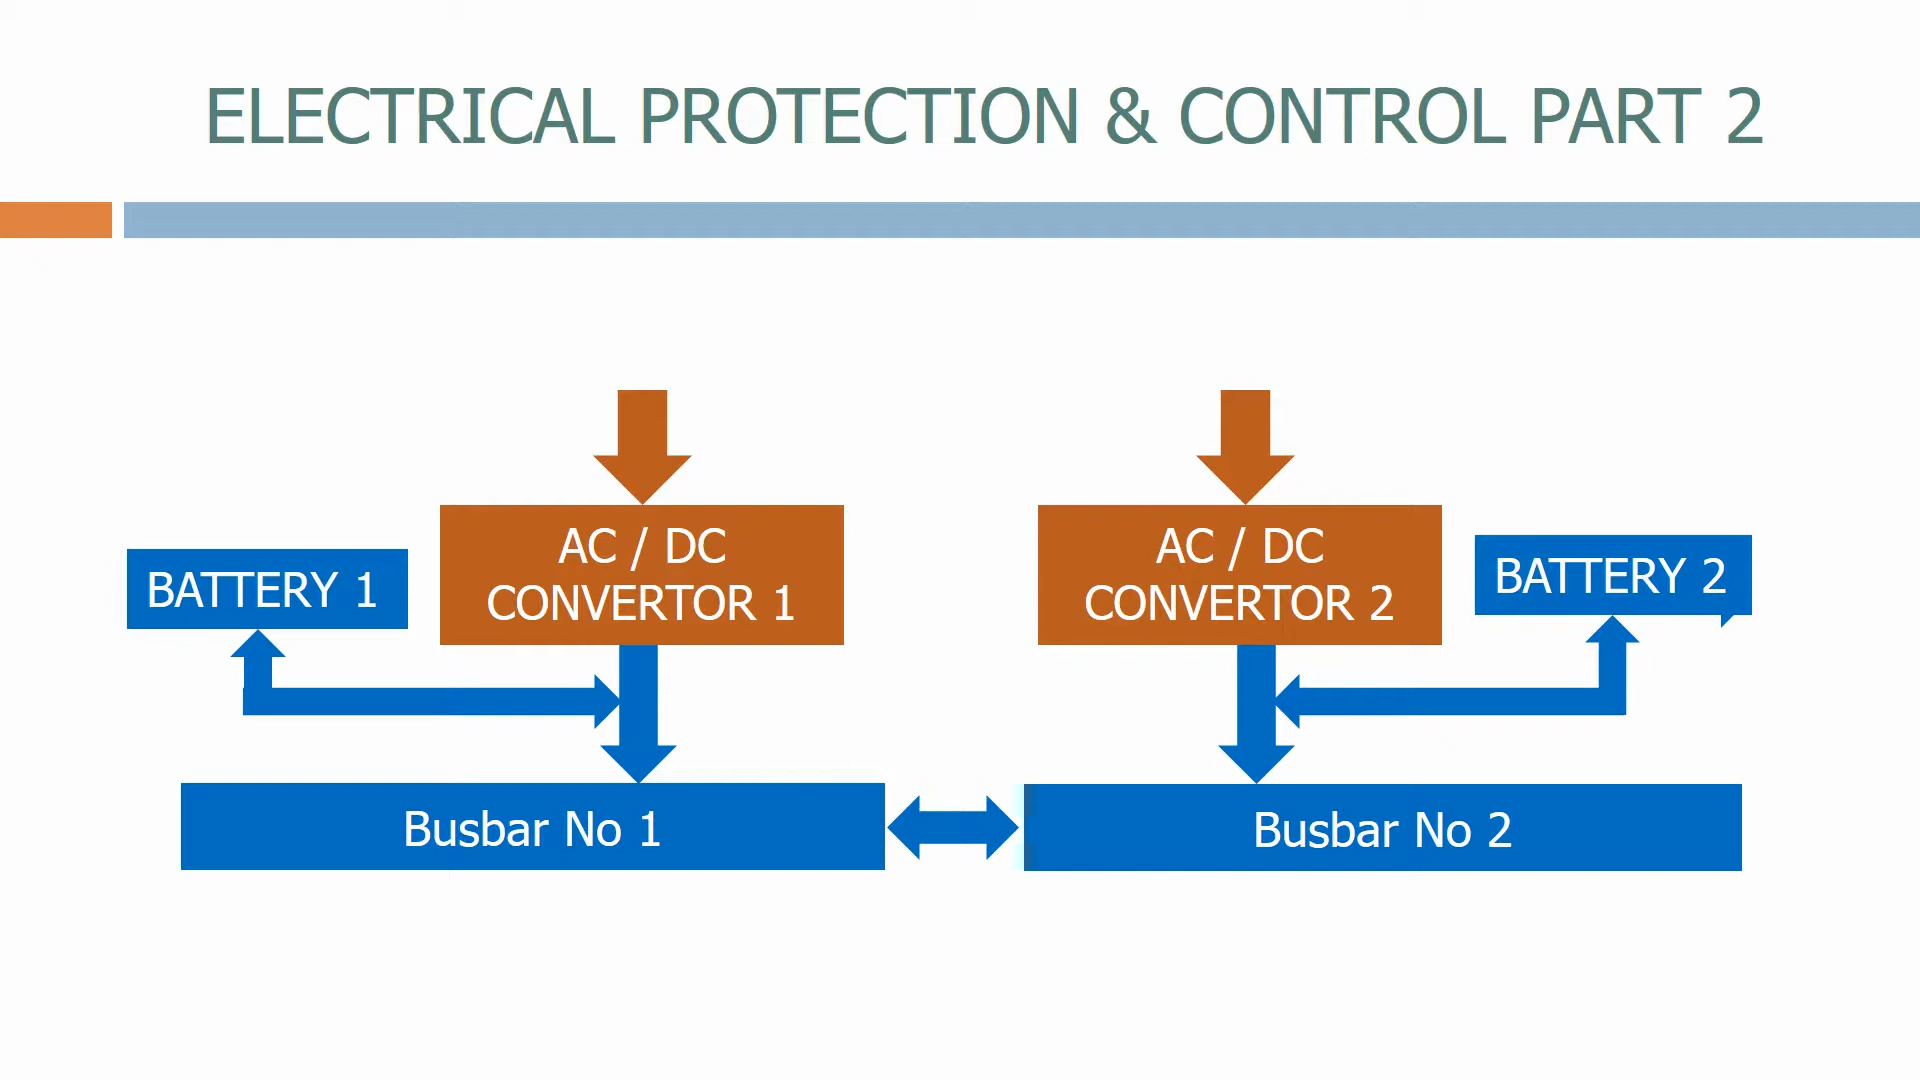 ELECTRICAL PROTECTION & CONTROL PART 2
BATTERY 1
AC / DC
CONVERTOR 1
AC / DC
CONVERTOR 2
BATTERY 2
Busbar No 1
Busbar No 2